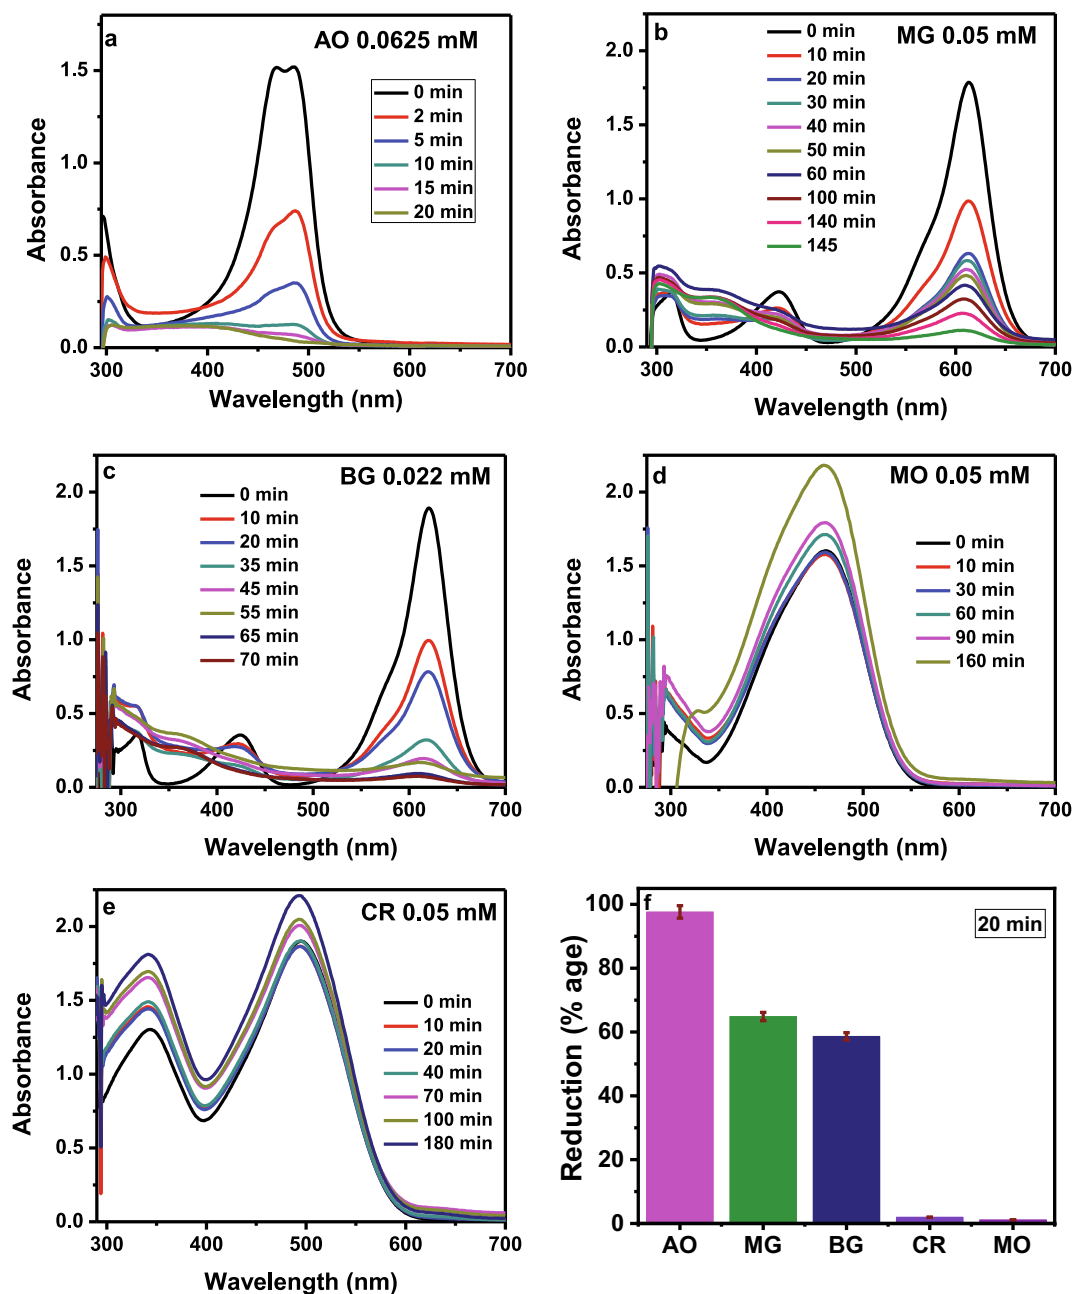 a
AO 0.0625 mM
0 min
2 min
5 min
10 min
15 min
20 min
1.5
1.0
0.5
0.0
Absorbance
300 400 500 600 700
Wavelength (nm)
b
MG 0.05 mM
0 min
10 min
20 min
30 min
40 min
50 min
60 min
100 min
140 min
145
2.0
1.5
1.0
0.5
0.0
Absorbance
300 400 500 600 700
Wavelength (nm)
c
BG 0.022 mM
0 min
10 min
20 min
35 min
45 min
55 min
65 min
70 min
2.0
1.5
1.0
0.5
0.0
Absorbance
300 400 500 600 700
Wavelength (nm)
d
MO 0.05 mM
0 min
10 min
30 min
60 min
90 min
160 min
2.0
1.5
1.0
0.5
0.0
Absorbance
300 400 500 600 700
Wavelength (nm)
e
CR 0.05 mM
0 min
10 min
20 min
40 min
70 min
100 min
180 min
2.0
1.5
1.0
0.5
0.0
Absorbance
300 400 500 600 700
Wavelength (nm)
f
20 min
100
80
60
40
20
0
Reduction (% age)
AO MG BG CR MO